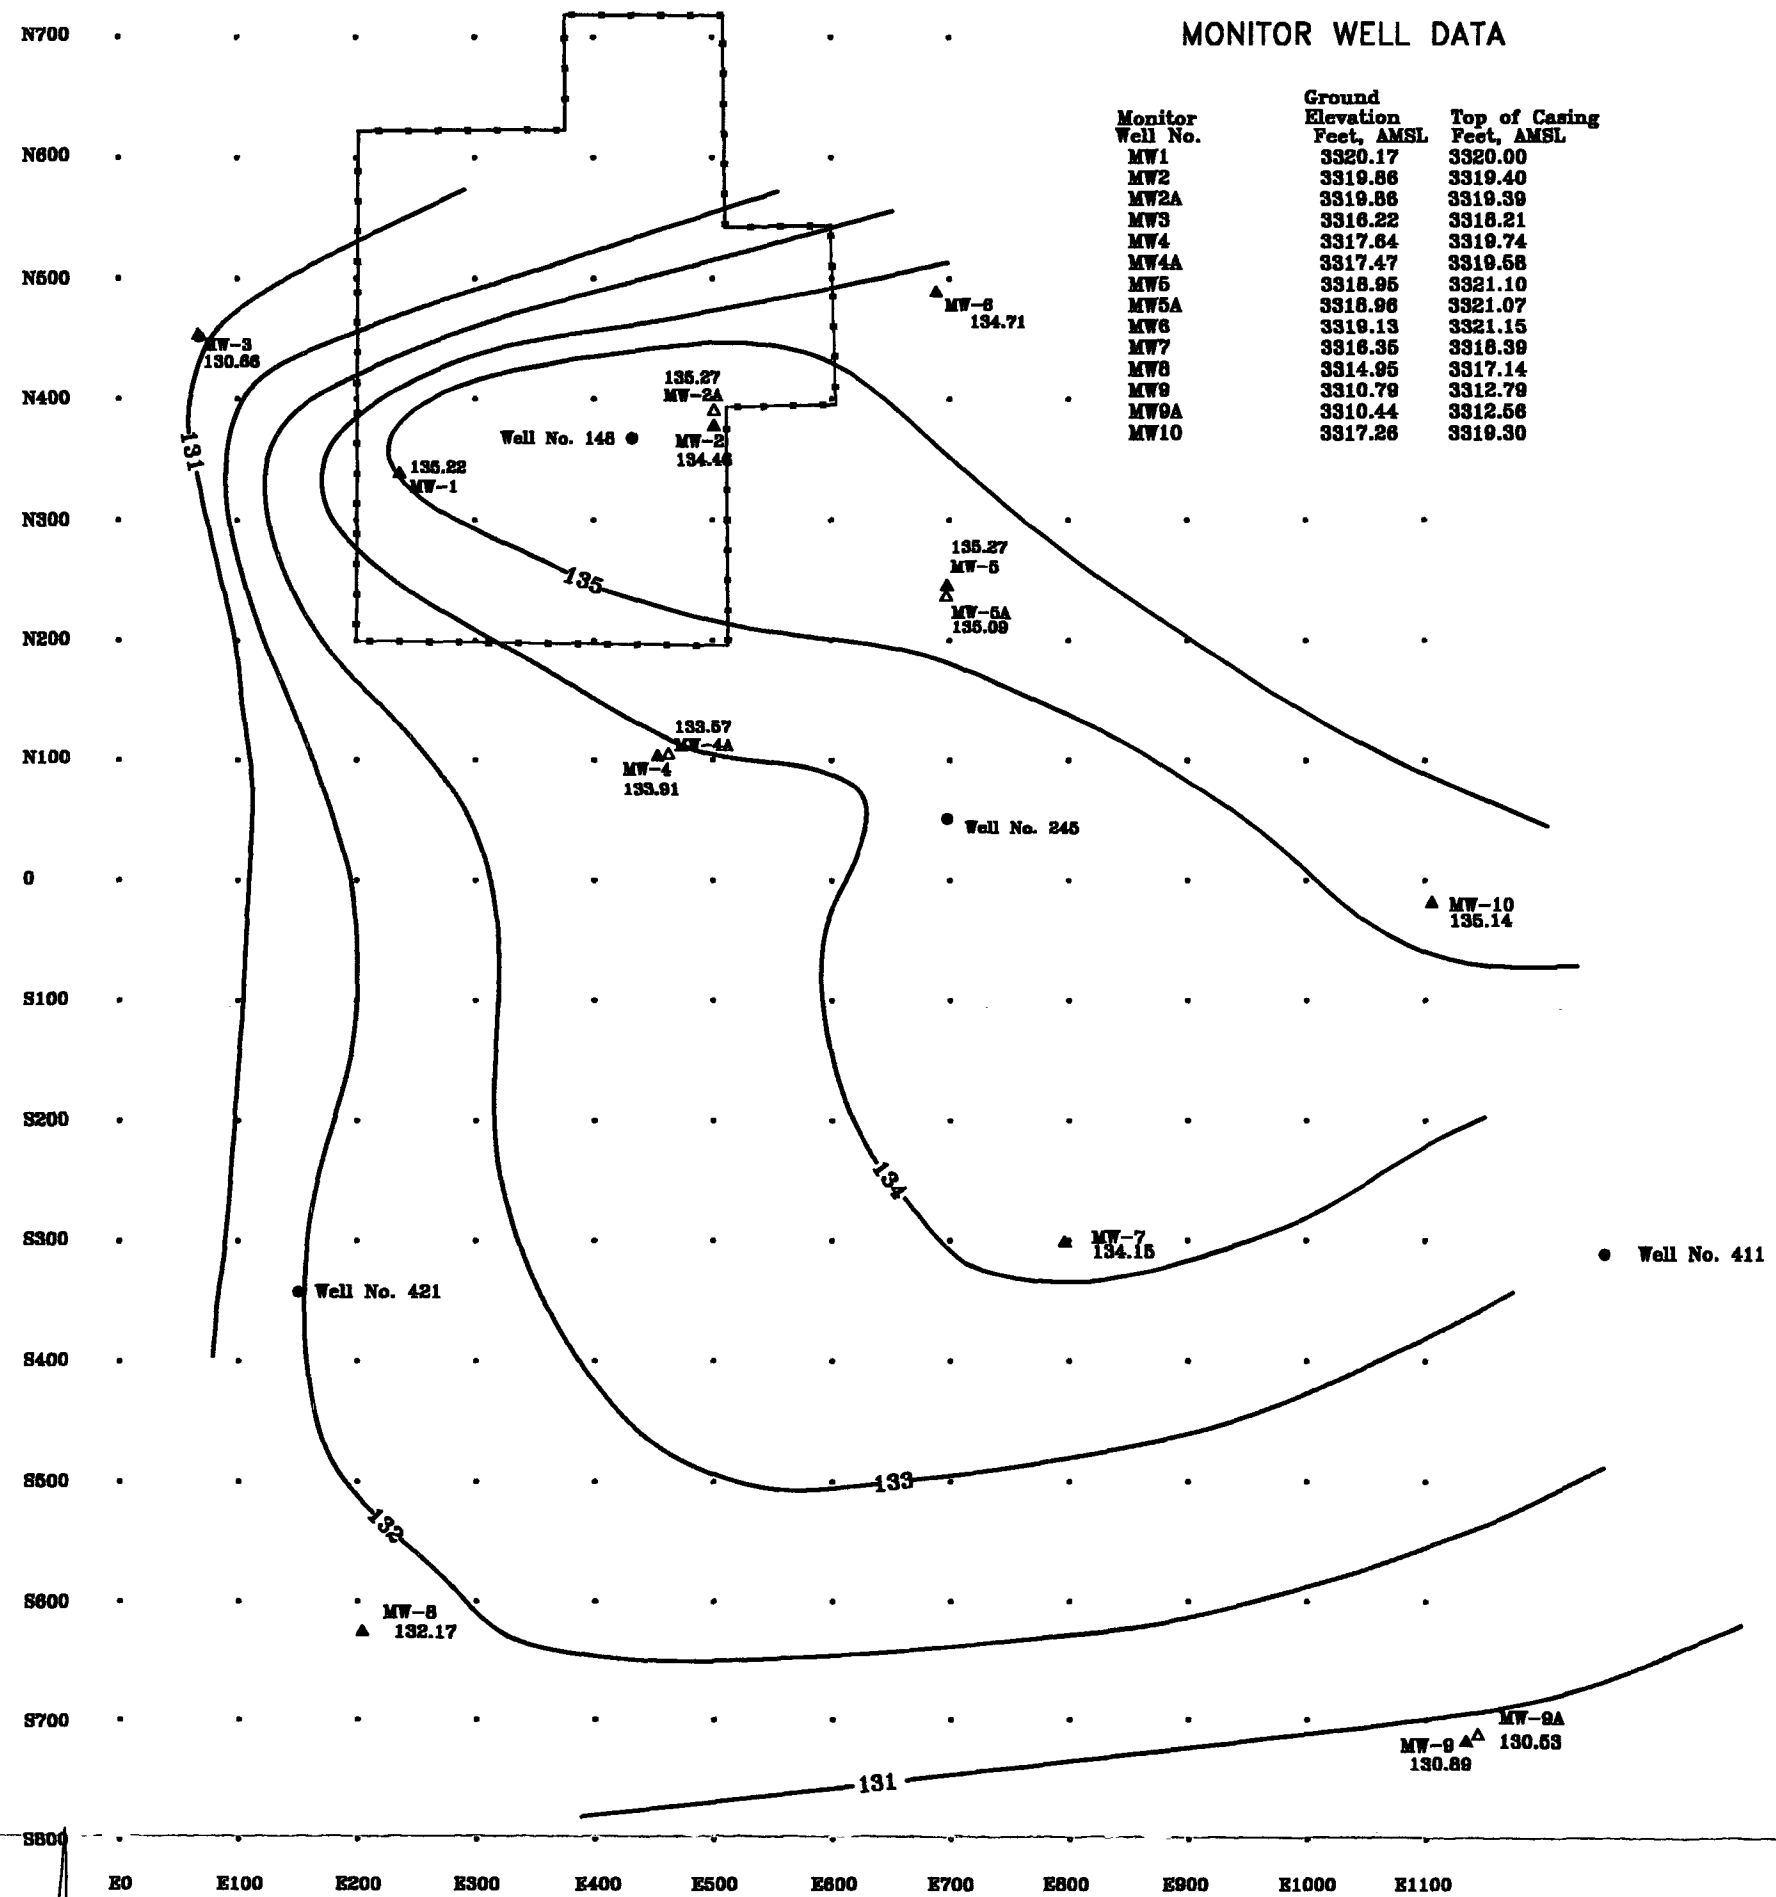 MONITOR WELL DATA
Monitor Well No. Ground Elevation Feet, AMSL Top of Casing Feet, AMSL
MW1 3320.17 3320.00
MW2 3319.86 3319.40
MW2A 3319.86 3319.39
MW3 3316.22 3318.21
MW4 3317.64 3319.74
MW4A 3317.47 3319.58
MW5 3318.95 3321.10
MW5A 3318.96 3321.07
MW6 3319.13 3321.15
MW7 3316.35 3318.39
MW8 3314.95 3317.14
MW9 3310.79 3312.79
MW9A 3310.44 3312.56
MW10 3317.26 3319.30
N700
N600
N500
MW-6
134.71
MW-3
130.66
N400
135.27
MW-2A
Well No. 148
MW-2
134.46
131
135.22
MW-1
N300
135.27
MW-5
135
MW-5A
135.09
N200
133.57
MW-4A
N100
MW-4
133.91
Well No. 245
0
MW-10
135.14
S100
S200
134
S300
MW-7
134.15
Well No. 411
Well No. 421
S400
S500
133
132
S600
MW-8
132.17
S700
MW-9A
130.53
MW-9
130.89
131
S800
E0 E100 E200 E300 E400 E500 E600 E700 E800 E900 E1000 E1100